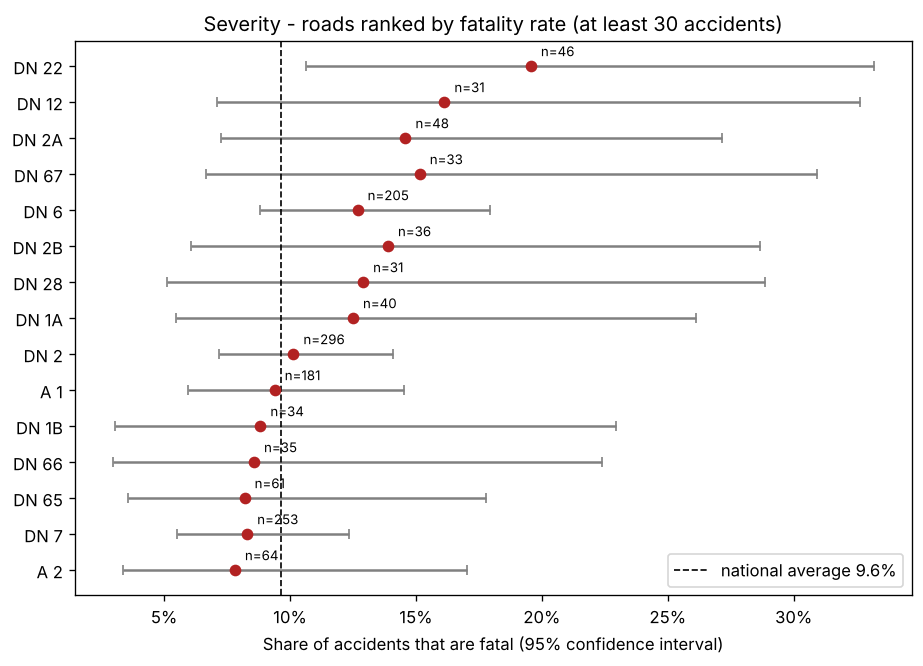 Severity - roads ranked by fatality rate (at least 30 accidents)
DN 22
n=46
DN 12
n=31
DN 2A
n=48
DN 67
n=33
DN 6
n=205
DN 2B
n=36
DN 28
n=31
DN 1A
n=40
DN 2
n=296
A 1
n=181
DN 1B
n=34
DN 66
n=35
DN 65
n=61
DN 7
n=253
A 2
n=64
national average 9.6%
5%
10%
15%
20%
25%
30%
Share of accidents that are fatal (95% confidence interval)